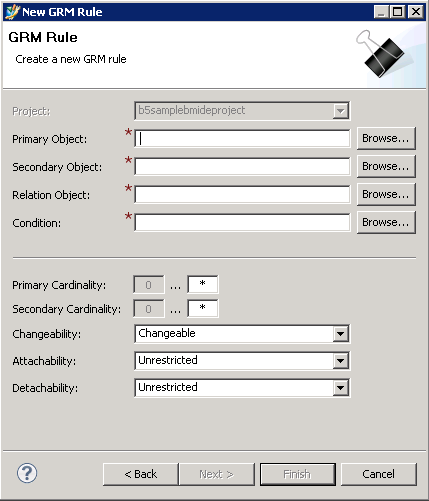 New GRM Rule
GRM Rule
Create a new GRM rule
Project: b5samplebmideproject
Primary Object: * Browse...
Secondary Object: * Browse...
Relation Object: * Browse...
Condition: * Browse...
Primary Cardinality: 0 ... *
Secondary Cardinality: 0 ... *
Changeability: Changeable
Attachability: Unrestricted
Detachability: Unrestricted
? < Back Next > Finish Cancel